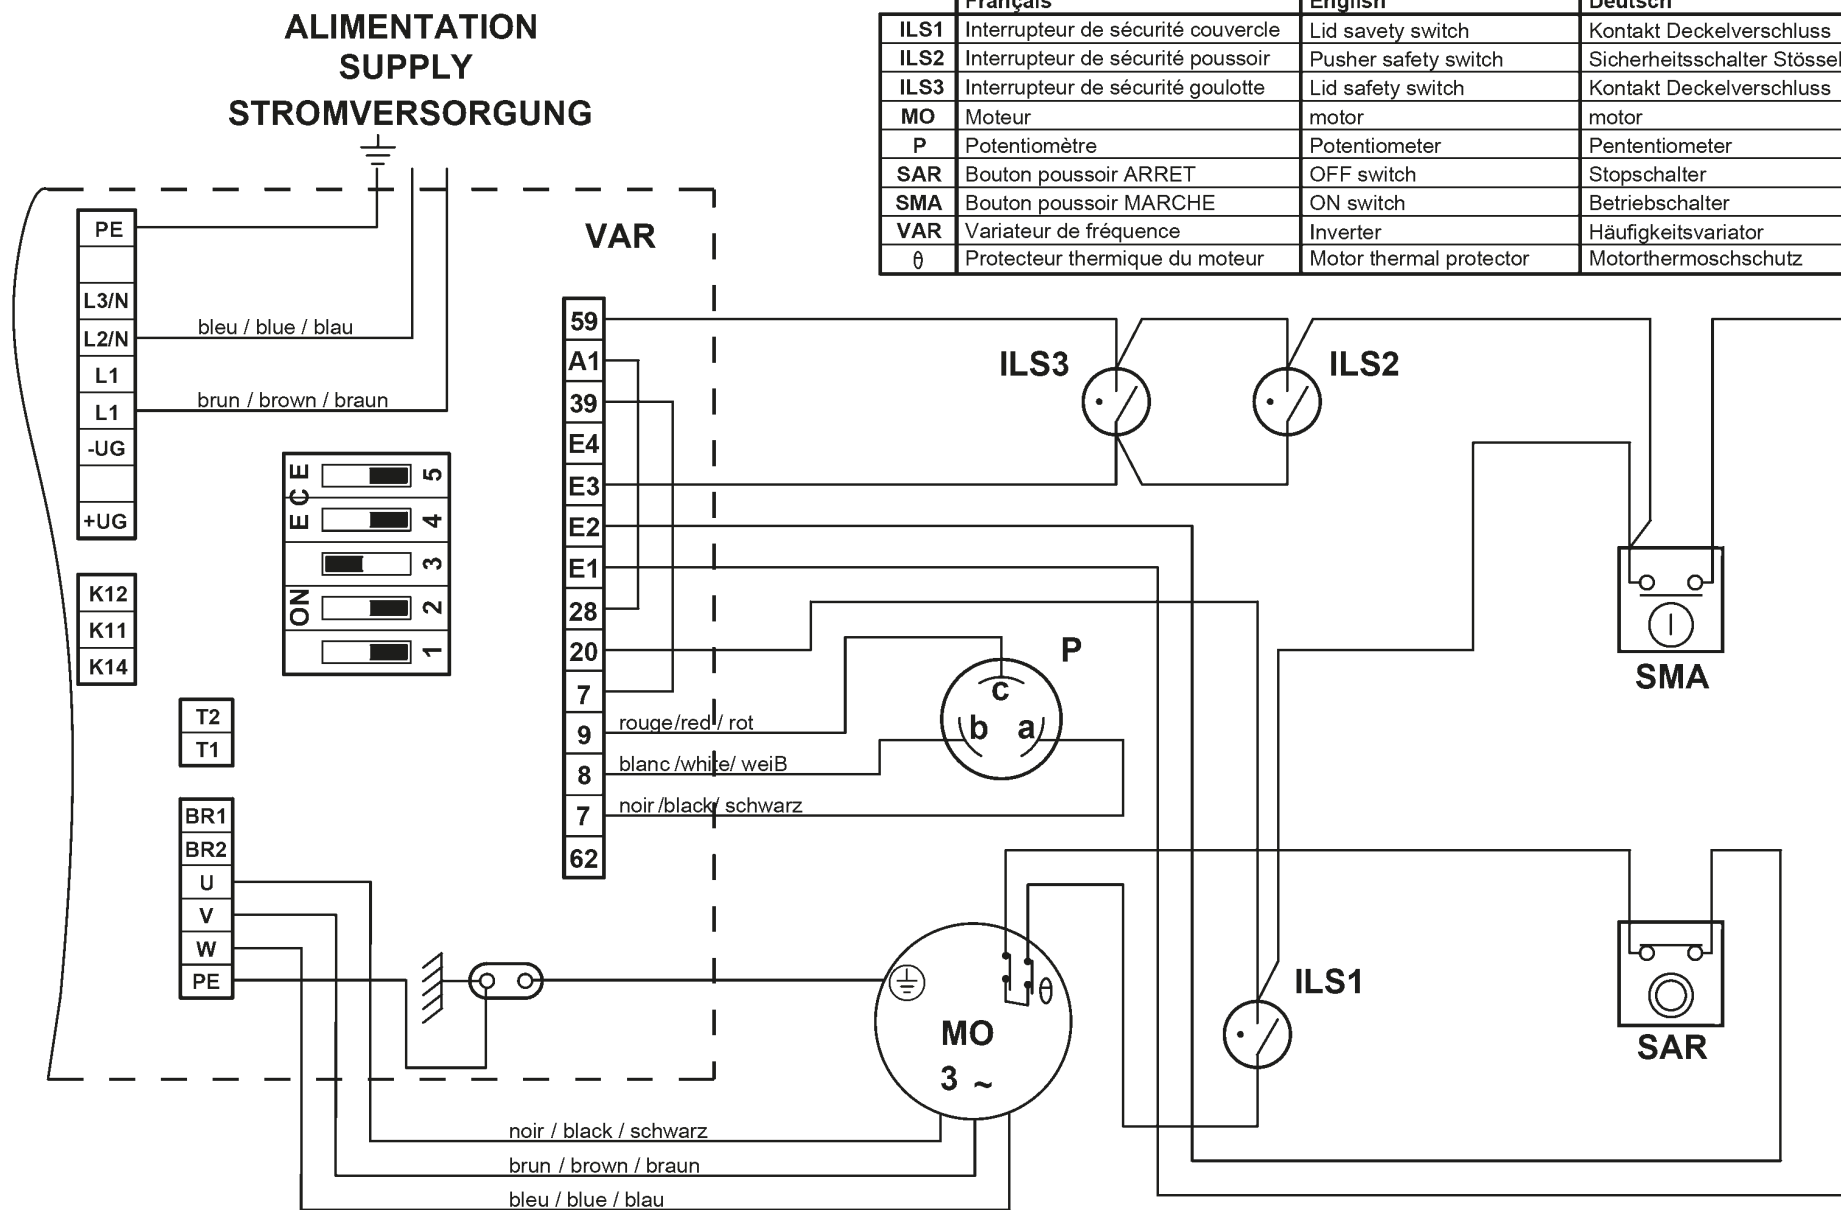 ALIMENTATION
SUPPLY
STROMVERSORGUNG
Français English Deutsch
ILS1 Interrupteur de sécurité couvercle Lid savety switch Kontakt Deckelverschluss
ILS2 Interrupteur de sécurité poussoir Pusher safety switch Sicherheitsschalter Stössel
ILS3 Interrupteur de sécurité goulotte Lid safety switch Kontakt Deckelverschluss
MO Moteur motor motor
P Potentiomètre Potentiometer Pententiometer
SAR Bouton poussoir ARRET OFF switch Stopschalter
SMA Bouton poussoir MARCHE ON switch Betriebschalter
VAR Variateur de fréquence Inverter Häufigkeitsvariator
θ Protecteur thermique du moteur Motor thermal protector Motorthermoschschutz
VAR
PE
L3/N
L2/N
L1
L1
-UG
+UG
bleu / blue / blau
brun / brown / braun
K12
K11
K14
ECE
ON
5
4
3
2
1
T2
T1
BR1
BR2
U
V
W
PE
59
A1
39
E4
E3
E2
E1
28
20
7
9
8
7
62
rouge/red / rot
blanc /white/ weiB
noir /black/ schwarz
ILS3
ILS2
P
c
b
a
SMA
θ
MO
3 ~
ILS1
SAR
noir / black / schwarz
brun / brown / braun
bleu / blue / blau